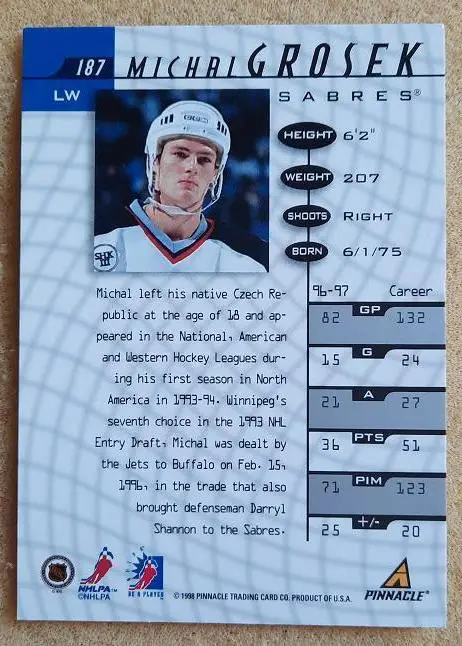 187 MICHAL GROSEK
LW SABRES®
HEIGHT 6'2"
WEIGHT 207
SHOOTS Right
BORN 6/1/75
Michal left his native Czech Re-
public at the age of 18 and ap-
peared in the National, American
and Western Hockey Leagues dur-
ing his first season in North
America in 1993-94. Winnipeg's
seventh choice in the 1993 NHL
Entry Draft, Michal was dealt by
the Jets to Buffalo on Feb. 15,
1996, in the trade that also
brought defenseman Darryl
Shannon to the Sabres.
96-97 Career
GP
82 132
G
15 24
A
21 27
PTS
36 51
PIM
71 123
+/-
25 20
NHLPA™
©NHLPA
BE A PLAYER
© 1998 PINNACLE TRADING CARD CO. PRODUCT OF U.S.A.
PINNACLE®